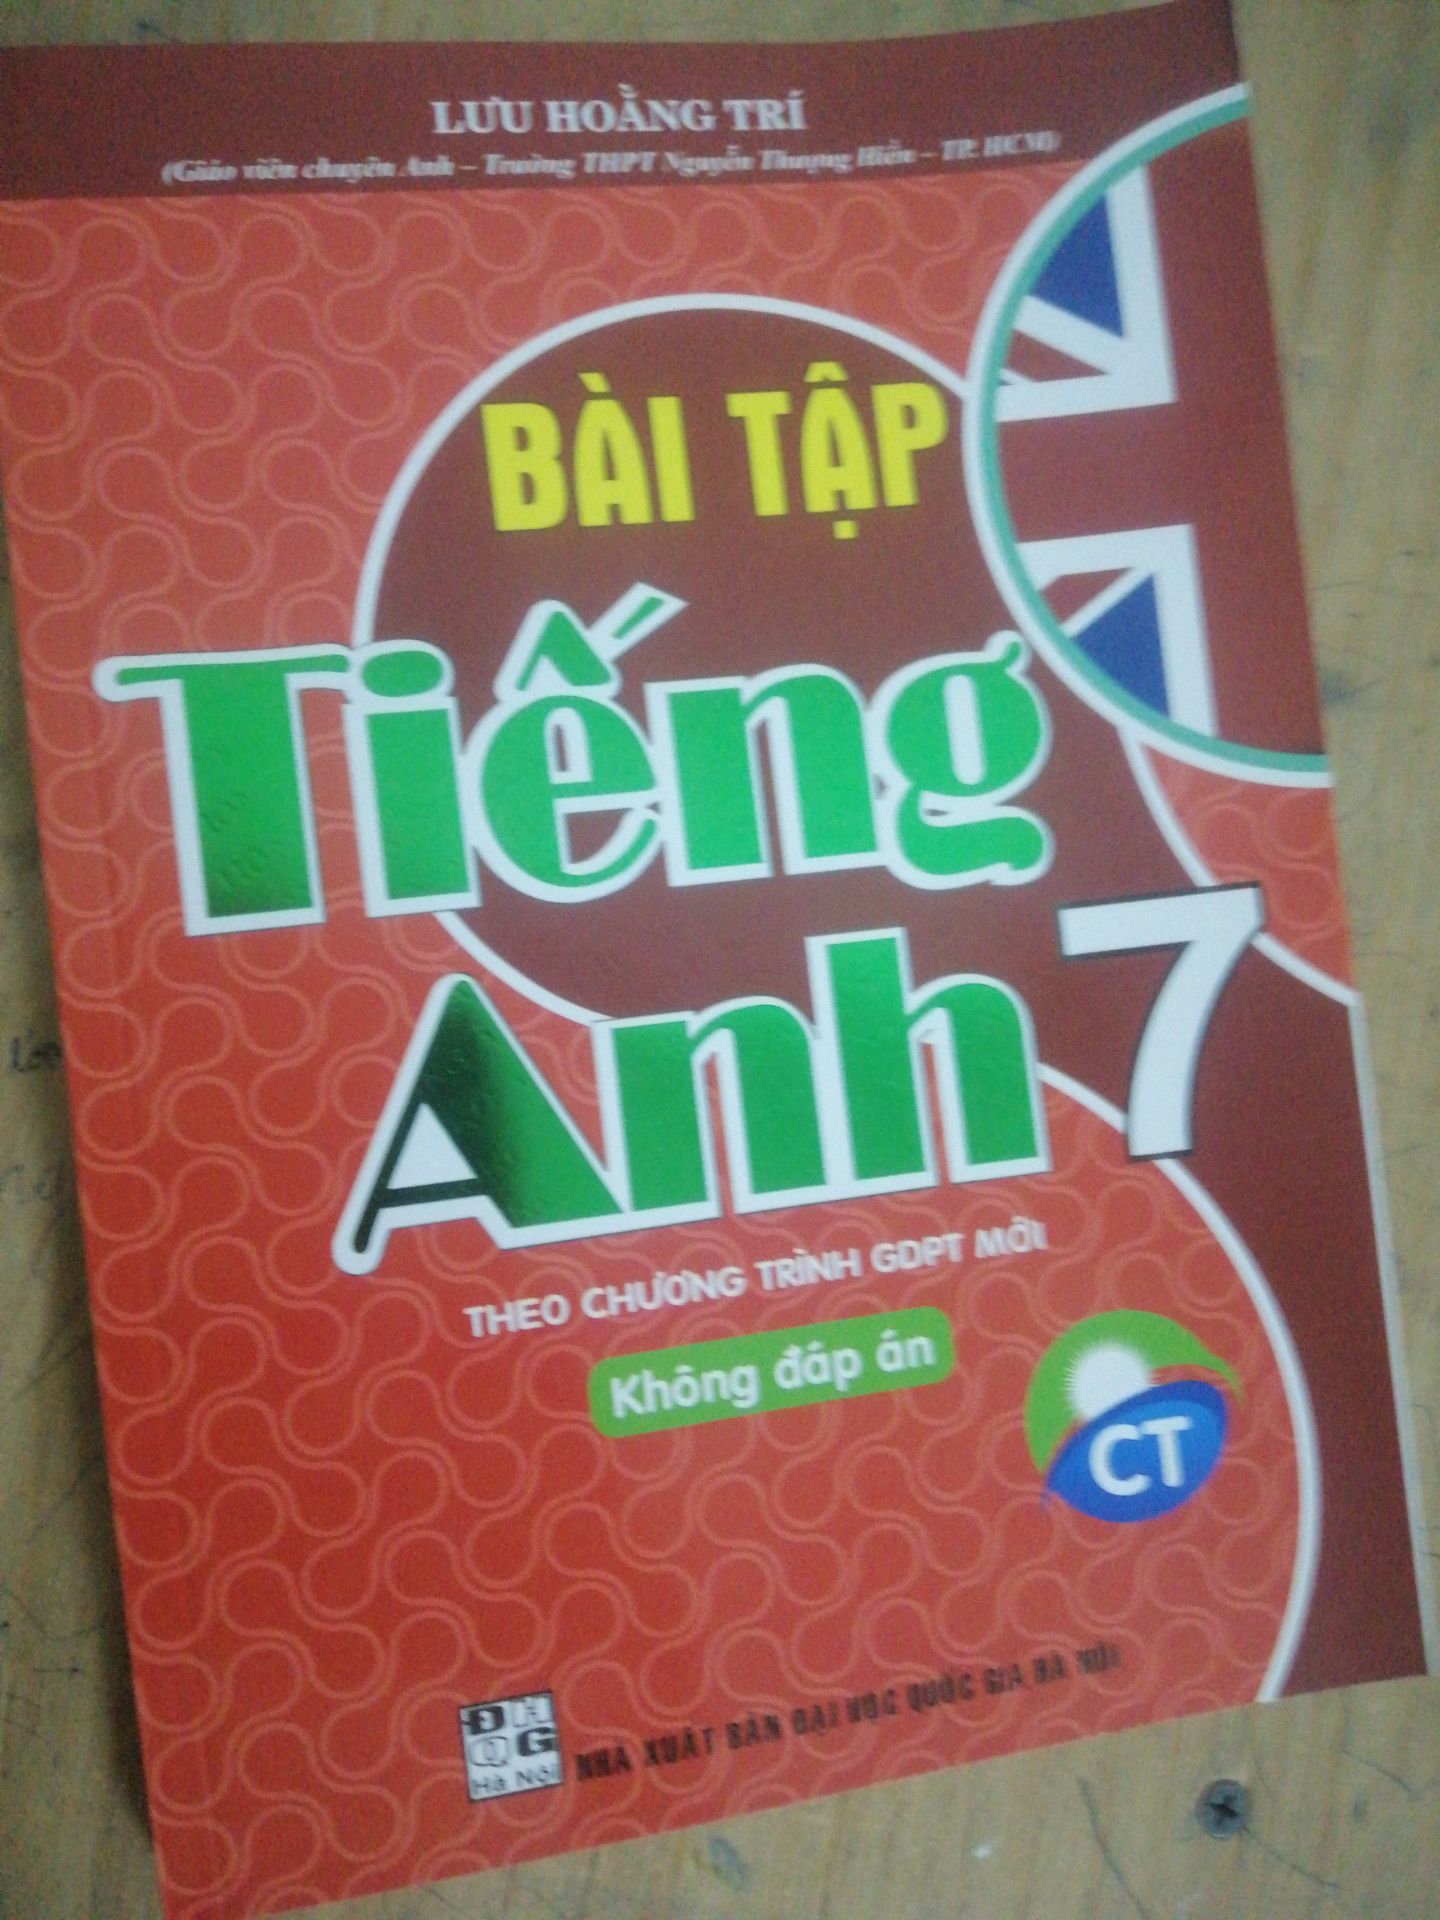 LƯU HOẰNG TRÍ
(Giáo viên chuyên Anh – Trường THPT Nguyễn Thượng Hiền – TP. HCM)
BÀI TẬP
Tiếng
Anh 7
THEO CHƯƠNG TRÌNH GDPT MỚI
Không đáp án
CT
ĐH
QG
Hà Nội
NHÀ XUẤT BẢN ĐẠI HỌC QUỐC GIA HÀ NỘI